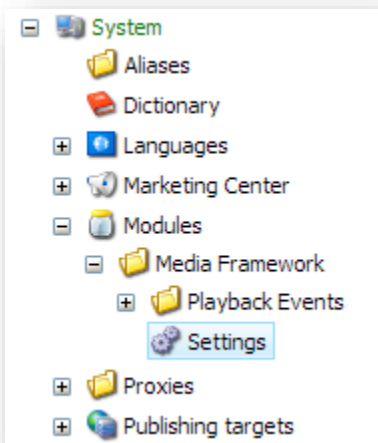 System
Aliases
Dictionary
Languages
Marketing Center
Modules
Media Framework
Playback Events
Settings
Proxies
Publishing targets